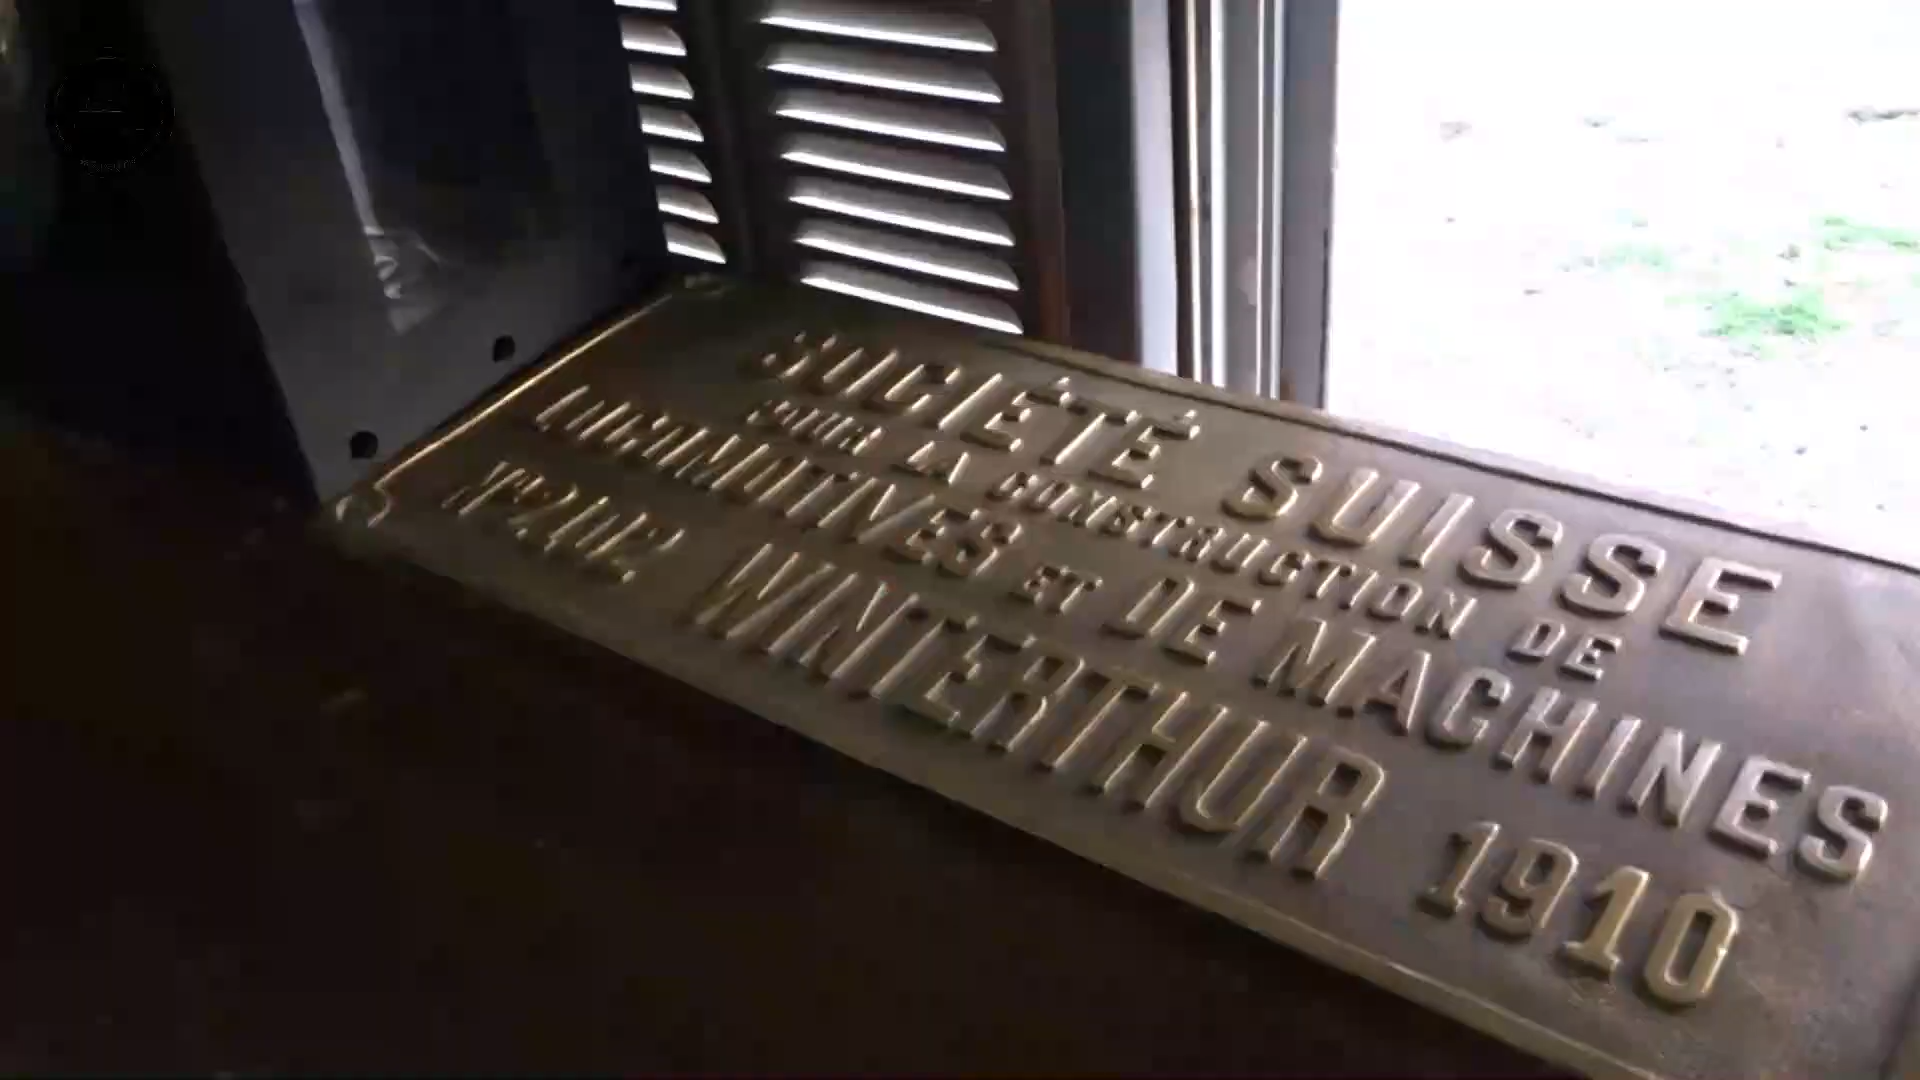 SOCIÉTÉ SUISSE
POUR LA CONSTRUCTION DE
LOCOMOTIVES ET DE MACHINES
WINTERTHUR 1910